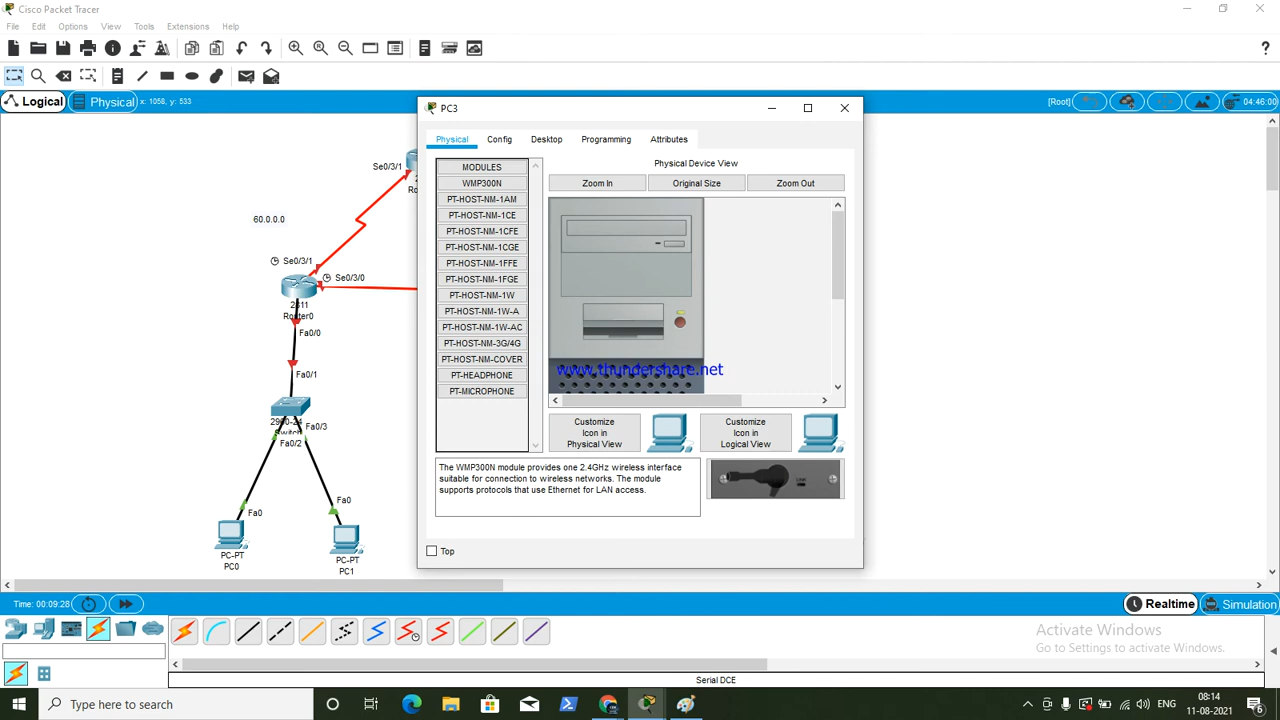 Cisco Packet Tracer
File Edit Options View Tools Extensions Help
Logical Physical x: 1058, y: 533 [Root] 04:46:00
PC3
Physical Config Desktop Programming Attributes
MODULES
WMP300N
PT-HOST-NM-1AM
PT-HOST-NM-1CE
PT-HOST-NM-1CFE
PT-HOST-NM-1CGE
PT-HOST-NM-1FFE
PT-HOST-NM-1FGE
PT-HOST-NM-1W
PT-HOST-NM-1W-A
PT-HOST-NM-1W-AC
PT-HOST-NM-3G/4G
PT-HOST-NM-COVER
PT-HEADPHONE
PT-MICROPHONE
Physical Device View
Zoom In Original Size Zoom Out
www.thundershare.net
Customize
Icon in
Physical View
Customize
Icon in
Logical View
The WMP300N module provides one 2.4GHz wireless interface
suitable for connection to wireless networks. The module
supports protocols that use Ethernet for LAN access.
Top
Se0/3/1
60.0.0.0
Se0/3/1
Se0/3/0
Router0
Fa0/0
Fa0/1
Fa0/3
Fa0/2
Fa0
Fa0
PC-PT
PC0
PC-PT
PC1
Time: 00:09:28
Realtime Simulation
Activate Windows
Go to Settings to activate Windows.
Serial DCE
Type here to search
ENG
08:14
11-08-2021
6